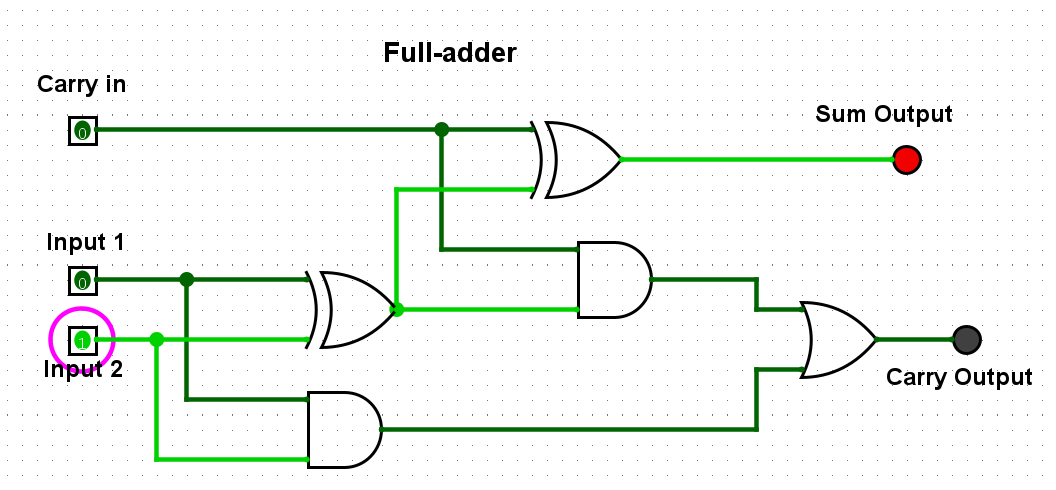 Full-adder
Carry in
0
Sum Output
Input 1
0
1
Input 2
Carry Output